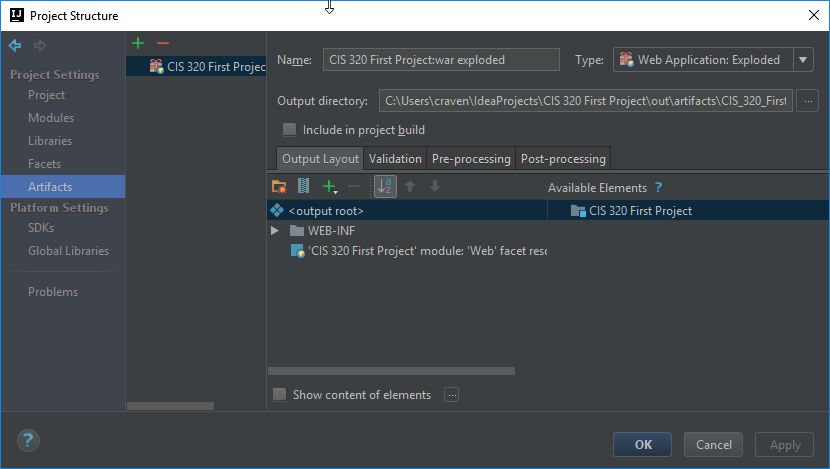 Project Structure
Project Settings
Project
Modules
Libraries
Facets
Artifacts
Platform Settings
SDKs
Global Libraries
Problems
CIS 320 First Projec
Name: CIS 320 First Project:war exploded Type: Web Application: Exploded
Output directory: C:\Users\craven\IdeaProjects\CIS 320 First Project\out\artifacts\CIS_320_First ...
Include in project build
Output Layout Validation Pre-processing Post-processing
Available Elements ?
<output root> CIS 320 First Project
WEB-INF
'CIS 320 First Project' module: 'Web' facet reso
Show content of elements ...
? OK Cancel Apply